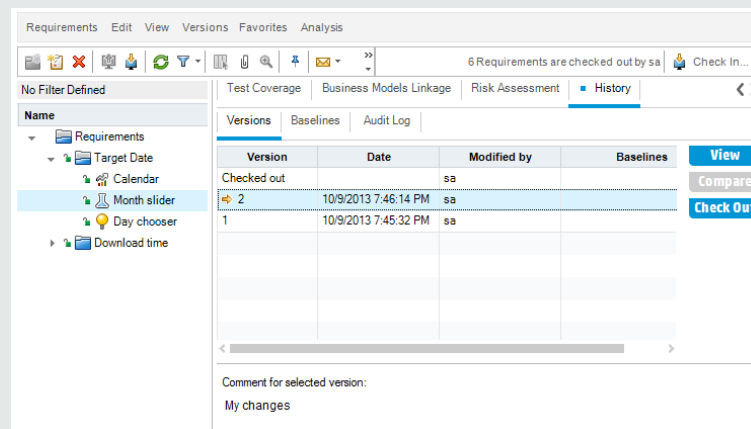 Requirements Edit View Versions Favorites Analysis
6 Requirements are checked out by sa Check In...
No Filter Defined
Test Coverage Business Models Linkage Risk Assessment History
Name
Versions Baselines Audit Log
Requirements
Target Date
Calendar
Month slider
Day chooser
Download time
Version Date Modified by Baselines
Checked out sa
2 10/9/2013 7:46:14 PM sa
1 10/9/2013 7:45:32 PM sa
View
Compare
Check Ou
Comment for selected version:
My changes